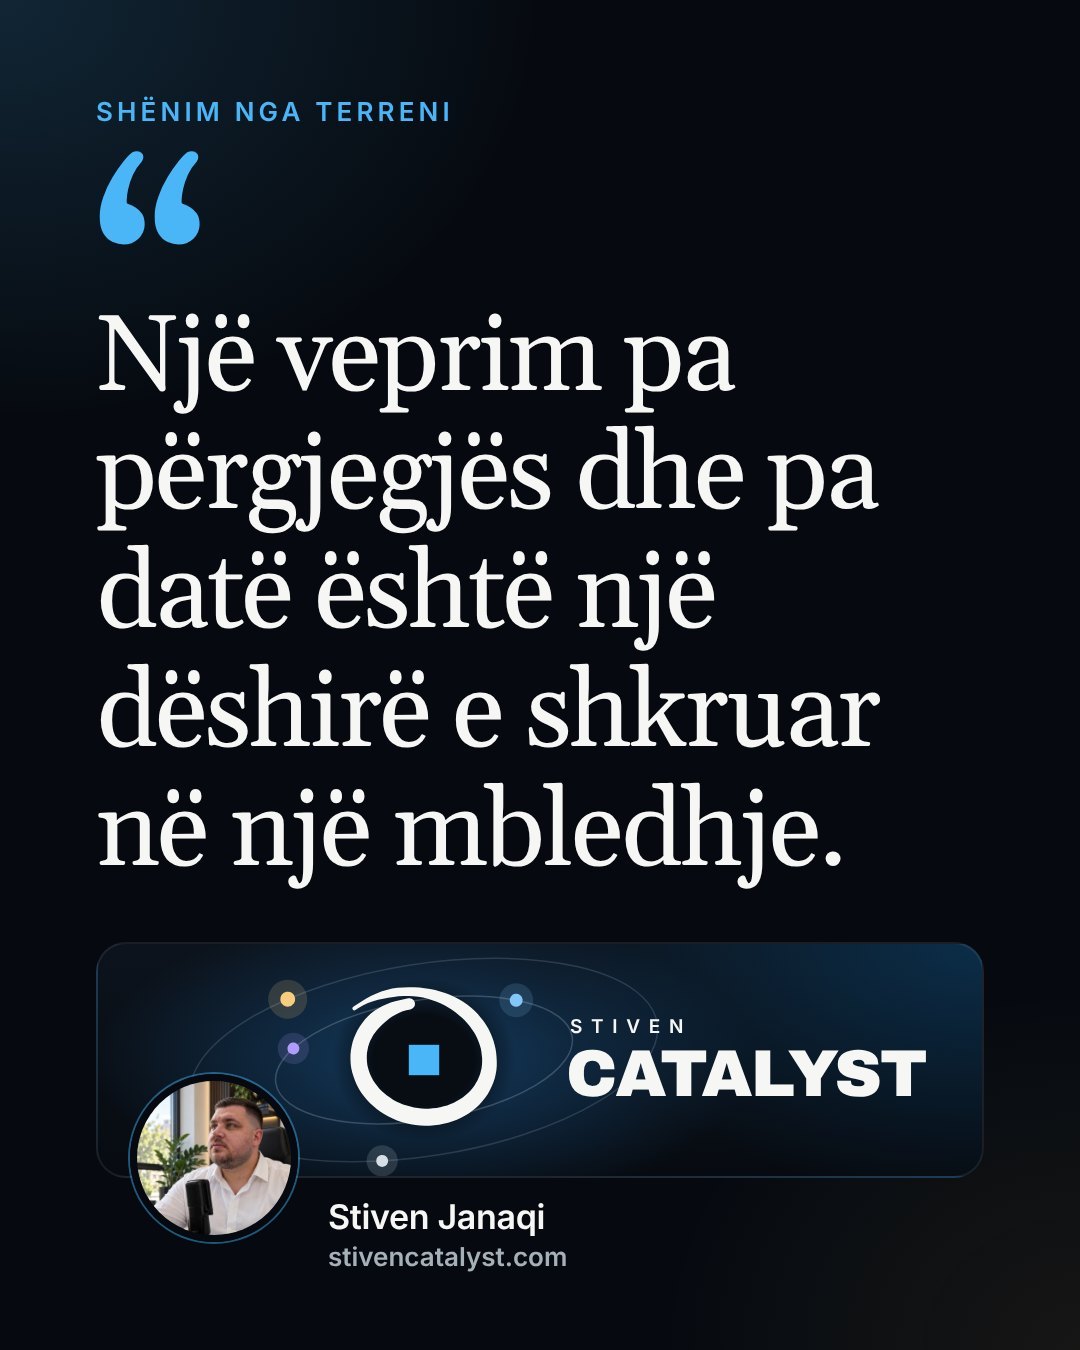 SHËNIM NGA TERRENI
“
Një veprim pa
përgjegjës dhe pa
datë është një
dëshirë e shkruar
në një mbledhje.
STIVEN
CATALYST
Stiven Janaqi
stivencatalyst.com